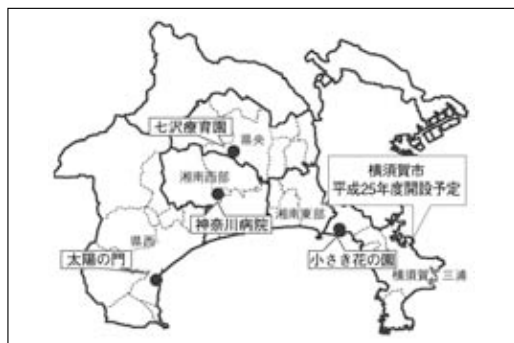 七沢療育園
県央
横須賀市
平成25年度開設予定
湘南西部
湘南東部
神奈川病院
県西
小さき花の園
太陽の門
横須賀・三浦